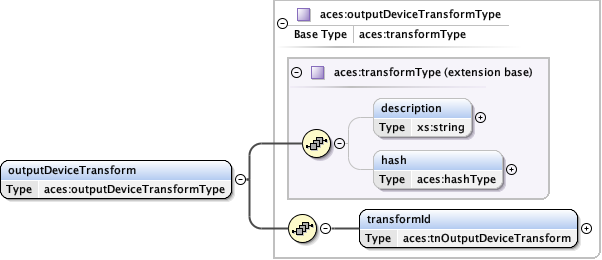 aces:outputDeviceTransformType
Base Type aces:transformType
aces:transformType (extension base)
description
Type xs:string
hash
Type aces:hashType
outputDeviceTransform
Type aces:outputDeviceTransformType
transformId
Type aces:tnOutputDeviceTransform